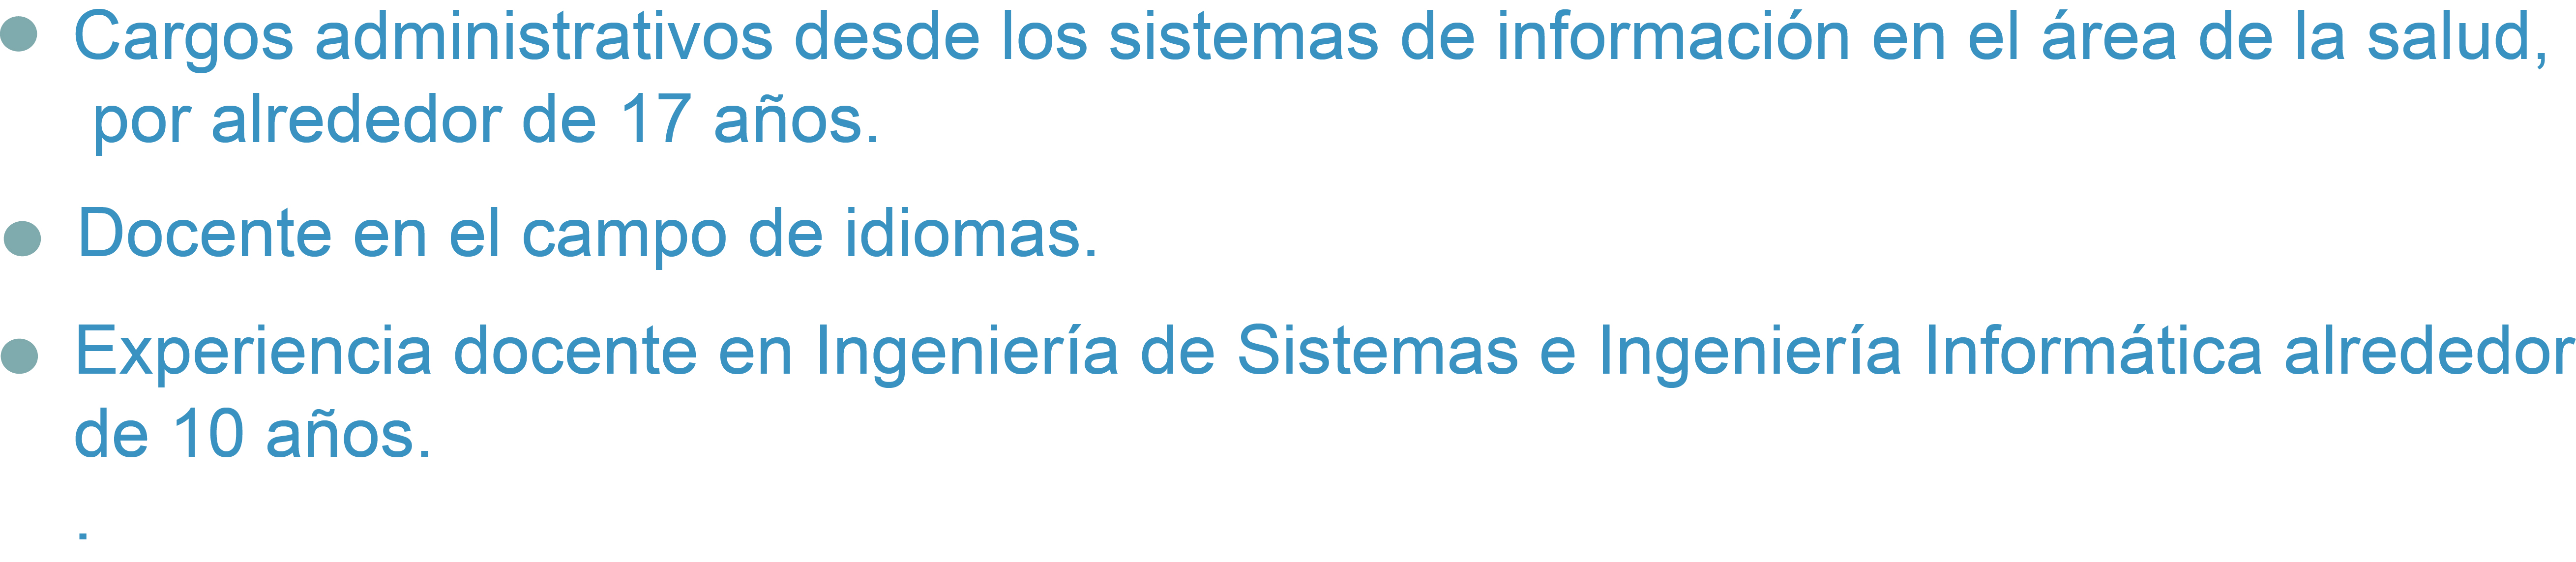 ● Cargos administrativos desde los sistemas de información en el área de la salud,
por alrededor de 17 años.
● Docente en el campo de idiomas.
● Experiencia docente en Ingeniería de Sistemas e Ingeniería Informática alrededor
de 10 años.
.